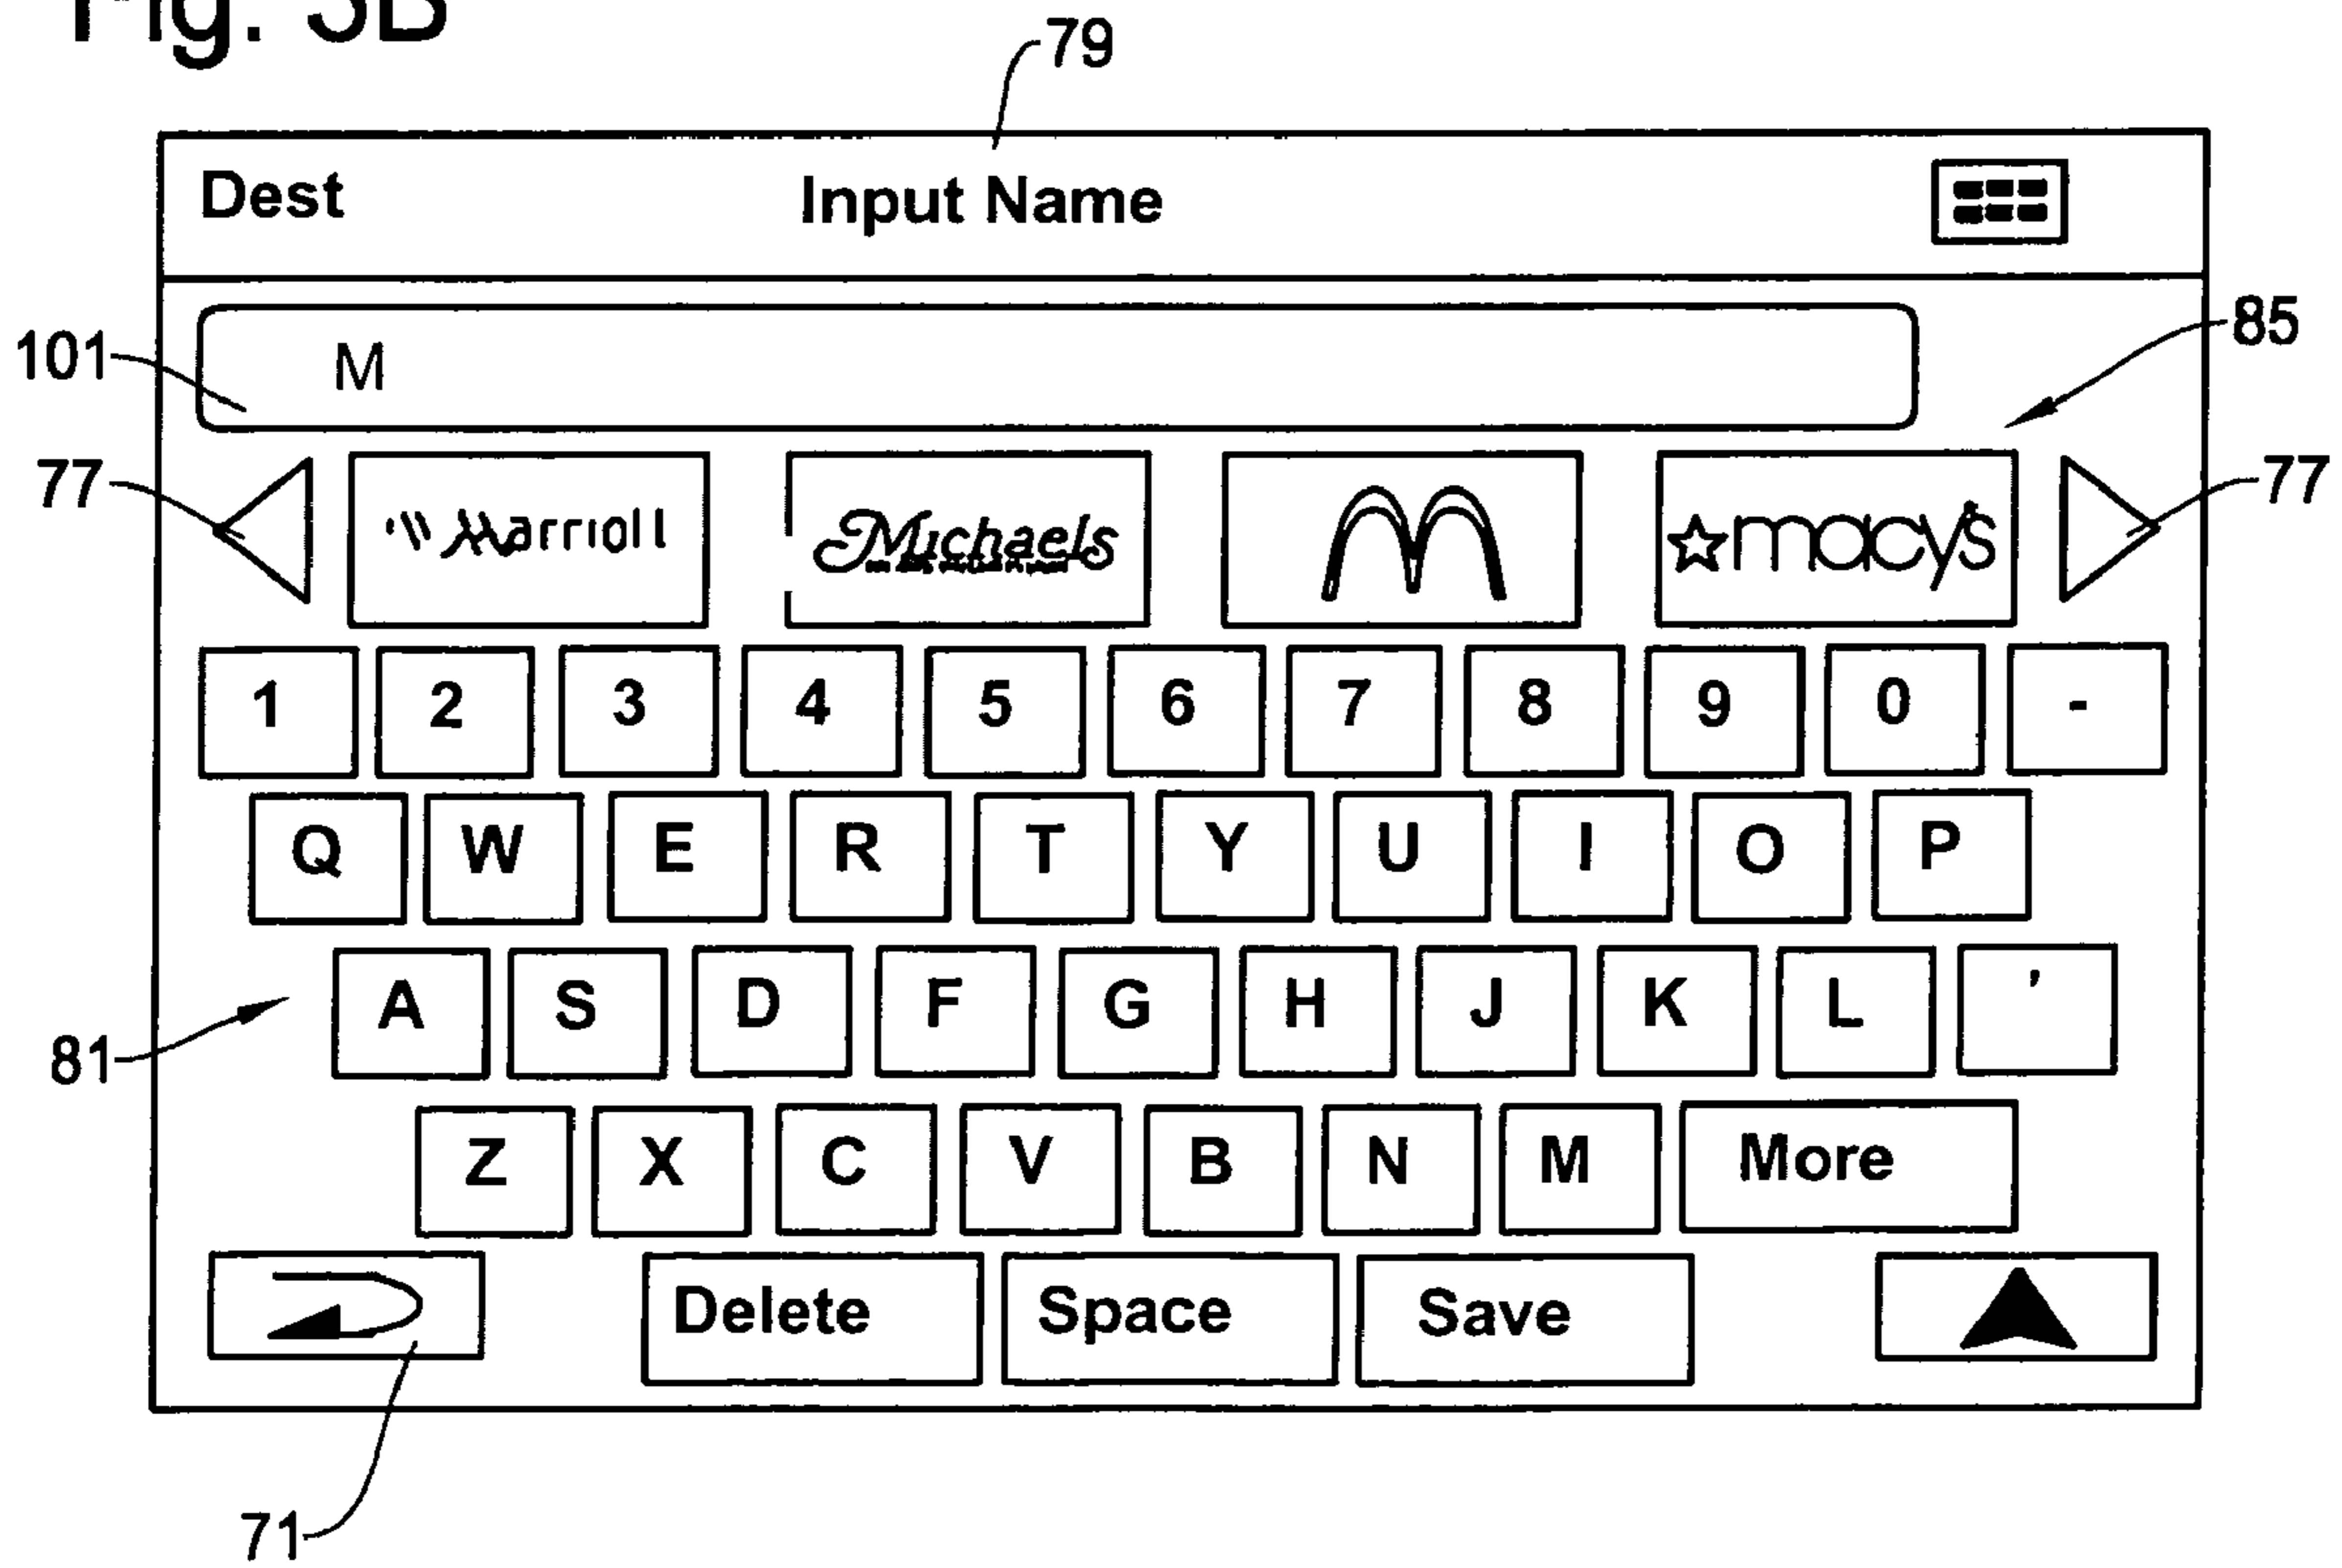 Fig. 3B
79
Dest Input Name
101 M 85
77 Marriott Michaels macy's 77
1 2 3 4 5 6 7 8 9 0 -
Q W E R T Y U I O P
A S D F G H J K L '
81
Z X C V B N M More
Delete Space Save
71